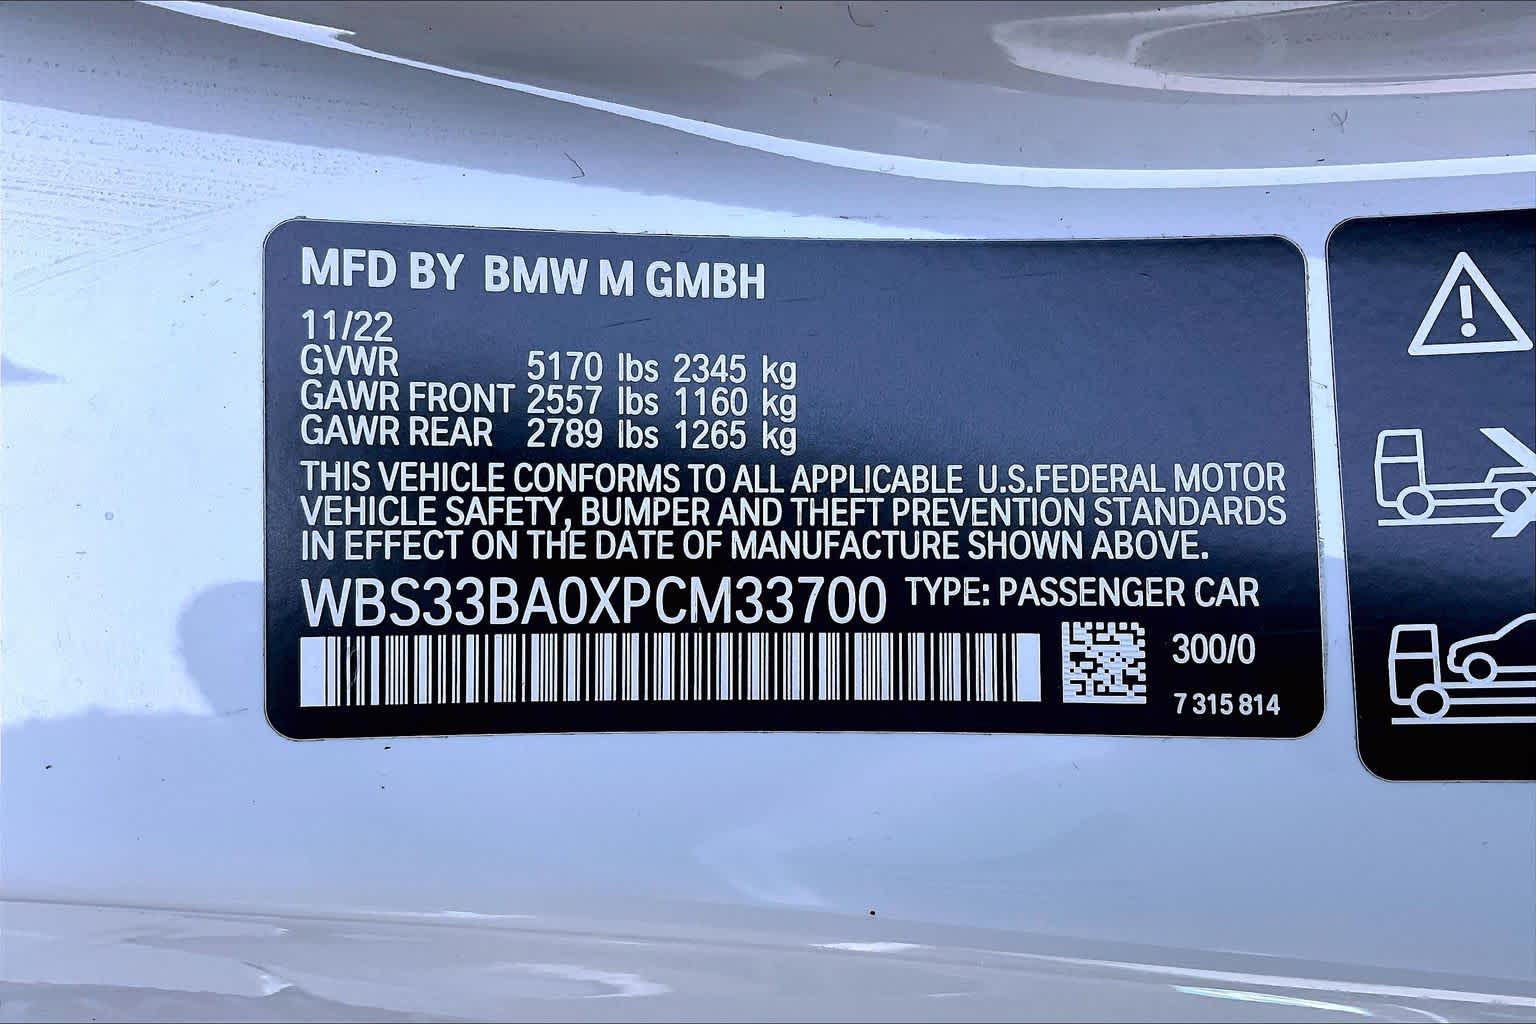 MFD BY BMW M GMBH
11/22
GVWR 5170 lbs 2345 kg
GAWR FRONT 2557 lbs 1160 kg
GAWR REAR 2789 lbs 1265 kg
THIS VEHICLE CONFORMS TO ALL APPLICABLE U.S.FEDERAL MOTOR
VEHICLE SAFETY, BUMPER AND THEFT PREVENTION STANDARDS
IN EFFECT ON THE DATE OF MANUFACTURE SHOWN ABOVE.
WBS33BA0XPCM33700 TYPE: PASSENGER CAR
300/0
7 315 814